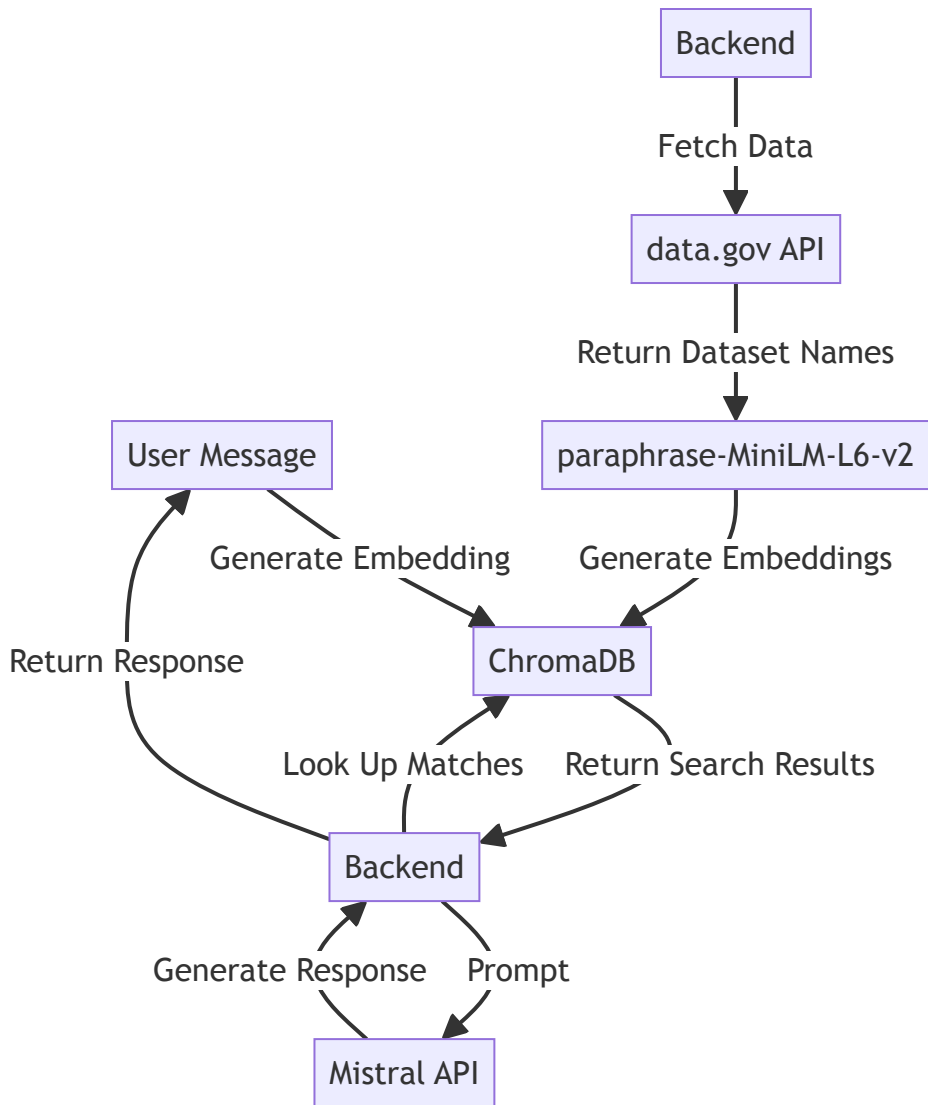 Backend
Fetch Data
data.gov API
Return Dataset Names
User Message
paraphrase-MiniLM-L6-v2
Generate Embedding
Generate Embeddings
ChromaDB
Return Response
Look Up Matches
Return Search Results
Backend
Generate Response
Prompt
Mistral API